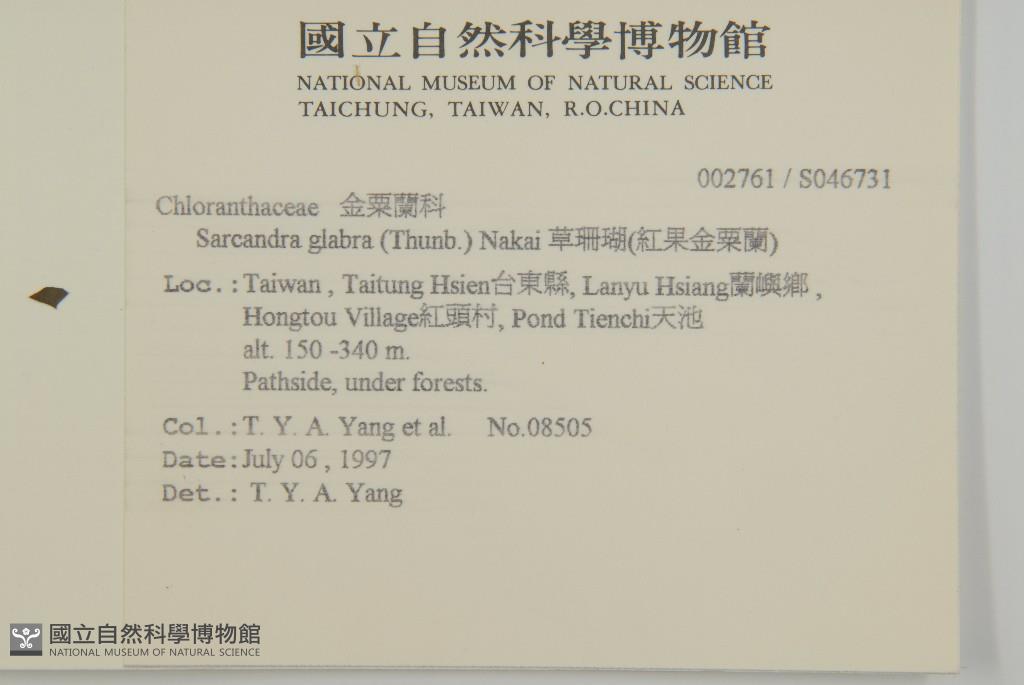 國立自然科學博物館
NATIONAL MUSEUM OF NATURAL SCIENCE
TAICHUNG, TAIWAN, R.O.CHINA
002761 / S046731
Chloranthaceae 金粟蘭科
Sarcandra glabra (Thunb.) Nakai 草珊瑚(紅果金粟蘭)
Loc.: Taiwan , Taitung Hsien台東縣, Lanyu Hsiang蘭嶼鄉 ,
Hongtou Village紅頭村, Pond Tienchi天池
alt. 150 -340 m.
Pathside, under forests.
Col.: T. Y. A. Yang et al. No.08505
Date: July 06 , 1997
Det.: T. Y. A. Yang
國立自然科學博物館
NATIONAL MUSEUM OF NATURAL SCIENCE